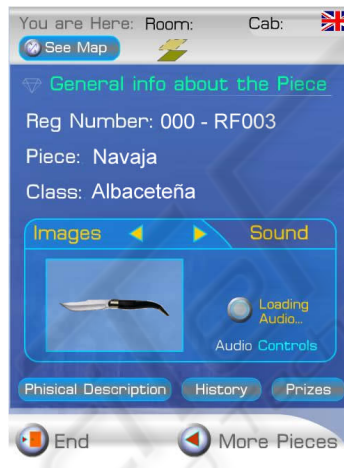 You are Here: Room: Cab:
See Map
General info about the Piece
Reg Number: 000 - RF003
Piece: Navaja
Class: Albaceteña
Images Sound
Loading
Audio...
Audio Controls
Phisical Description History Prizes
End More Pieces